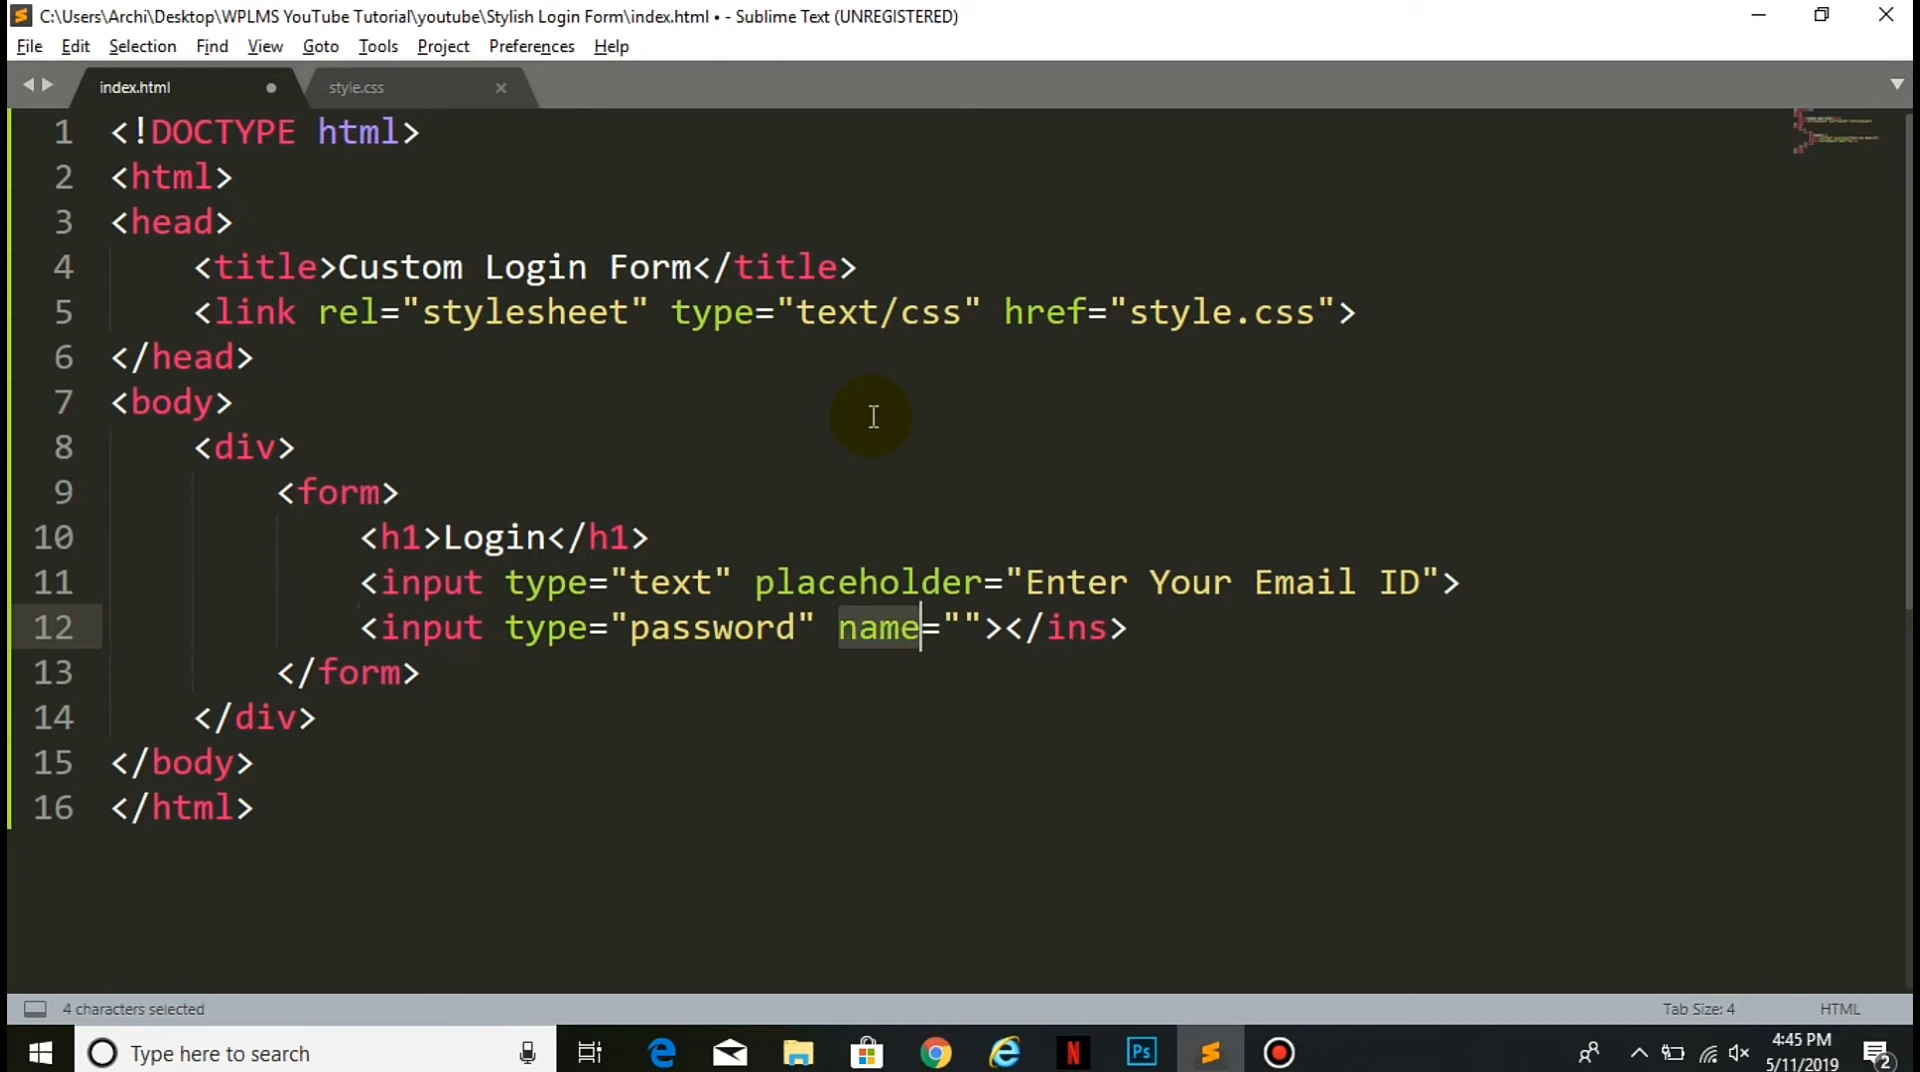 C:\Users\Archi\Desktop\WPLMS YouTube Tutorial\youtube\Stylish Login Form\index.html • - Sublime Text (UNREGISTERED)
File Edit Selection Find View Goto Tools Project Preferences Help
index.html style.css
1 <!DOCTYPE html>
2 <html>
3 <head>
4 <title>Custom Login Form</title>
5 <link rel="stylesheet" type="text/css" href="style.css">
6 </head>
7 <body>
8 <div>
9 <form>
10 <h1>Login</h1>
11 <input type="text" placeholder="Enter Your Email ID">
12 <input type="password" name=""></ins>
13 </form>
14 </div>
15 </body>
16 </html>
4 characters selected Tab Size: 4 HTML
Type here to search Ps 4:45 PM
5/11/2019 2